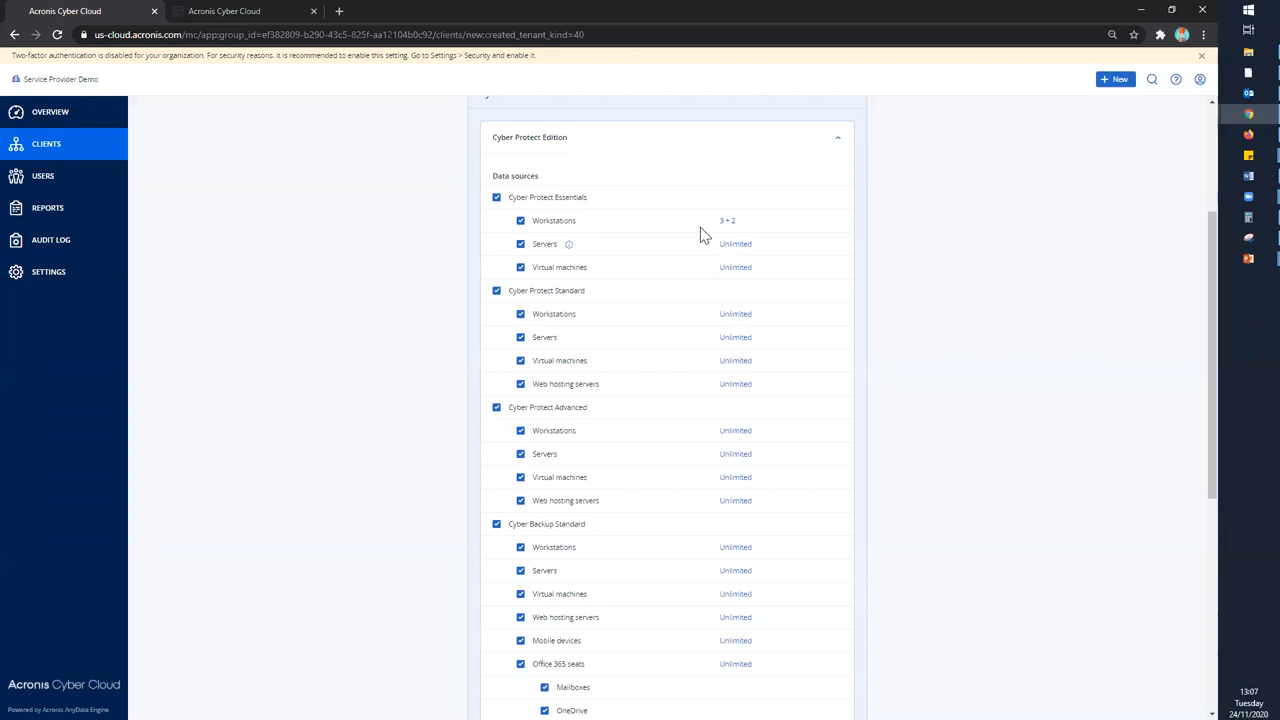 Acronis Cyber Cloud
Acronis Cyber Cloud
us-cloud.acronis.com/mc/app;group_id=ef382809-b290-43c5-825f-aa12104b0c92/clients/new;created_tenant_kind=40
Two-factor authentication is disabled for your organization. For security reasons, it is recommended to enable this setting. Go to Settings > Security and enable it.
Service Provider Demo
+ New
OVERVIEW
CLIENTS
USERS
REPORTS
AUDIT LOG
SETTINGS
Cyber Protect Edition
Data sources
Cyber Protect Essentials
Workstations 3 + 2
Servers Unlimited
Virtual machines Unlimited
Cyber Protect Standard
Workstations Unlimited
Servers Unlimited
Virtual machines Unlimited
Web hosting servers Unlimited
Cyber Protect Advanced
Workstations Unlimited
Servers Unlimited
Virtual machines Unlimited
Web hosting servers Unlimited
Cyber Backup Standard
Workstations Unlimited
Servers Unlimited
Virtual machines Unlimited
Web hosting servers Unlimited
Mobile devices Unlimited
Office 365 seats Unlimited
Mailboxes
OneDrive
Acronis Cyber Cloud
Powered by Acronis AnyData Engine
13:07
Tuesday
24/11/2020